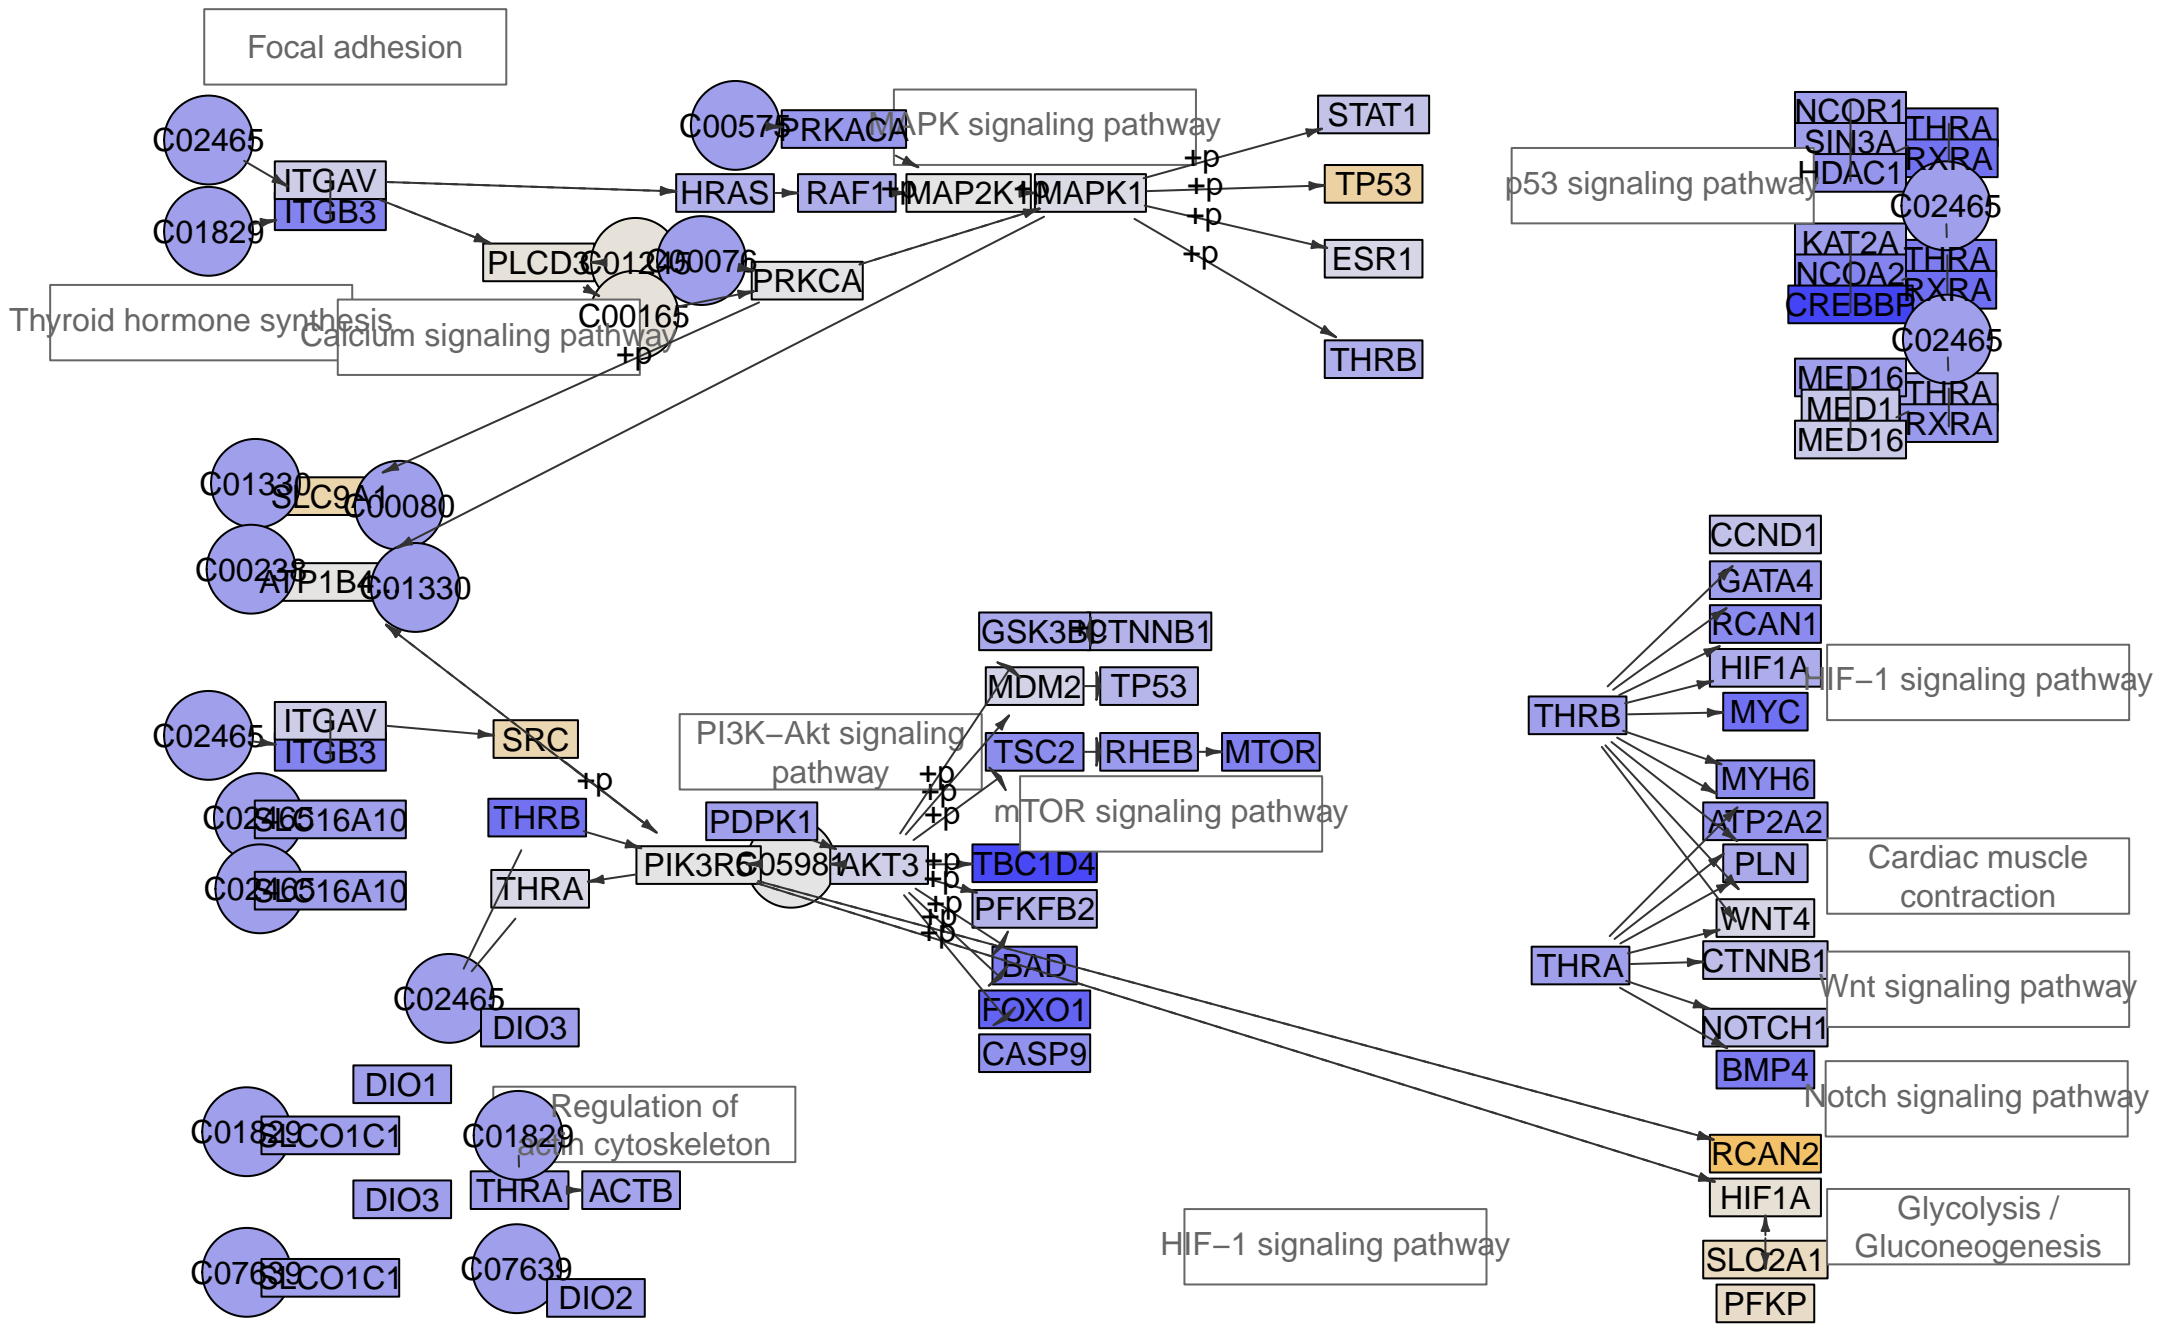 Focal adhesion
C02465
C01829
ITGAV
ITGB3
C00575
PRKACA
MAPK signaling pathway
HRAS
RAF1
+p
MAP2K1
+p
MAPK1
+p
+p
+p
+p
STAT1
TP53
ESR1
THRB
PLCD3
C01245
C00076
C00165
PRKCA
Thyroid hormone synthesis
Calcium signaling pathway
+p
p53 signaling pathway
NCOR1
SIN3A
HDAC1
THRA
RXRA
C02465
KAT2A
NCOA2
CREBBP
THRA
RXRA
C02465
MED16
MED1
MED16
THRA
RXRA
C01330
SLC9A1
C00080
C00238
ATP1B4...
C01330
C02465
ITGAV
ITGB3
SRC
+p
C02465
SLC16A10
C02465
SLC16A10
THRB
THRA
PIK3R6
C05981
PDPK1
AKT3
PI3K−Akt signaling
pathway
GSK3B
+p
CTNNB1
MDM2
TP53
TSC2
RHEB
MTOR
mTOR signaling pathway
+p
+p
+p
+p
+p
+p
+p
+p
TBC1D4
PFKFB2
BAD
FOXO1
CASP9
C02465
DIO3
DIO1
C01829
SLCO1C1
DIO3
C07639
SLCO1C1
Regulation of
actin cytoskeleton
C01829
THRA
ACTB
C07639
DIO2
HIF−1 signaling pathway
THRB
THRA
CCND1
GATA4
RCAN1
HIF1A
MYC
HIF−1 signaling pathway
MYH6
ATP2A2
PLN
WNT4
CTNNB1
NOTCH1
BMP4
Cardiac muscle
contraction
Wnt signaling pathway
Notch signaling pathway
RCAN2
HIF1A
SLC2A1
PFKP
Glycolysis /
Gluconeogenesis